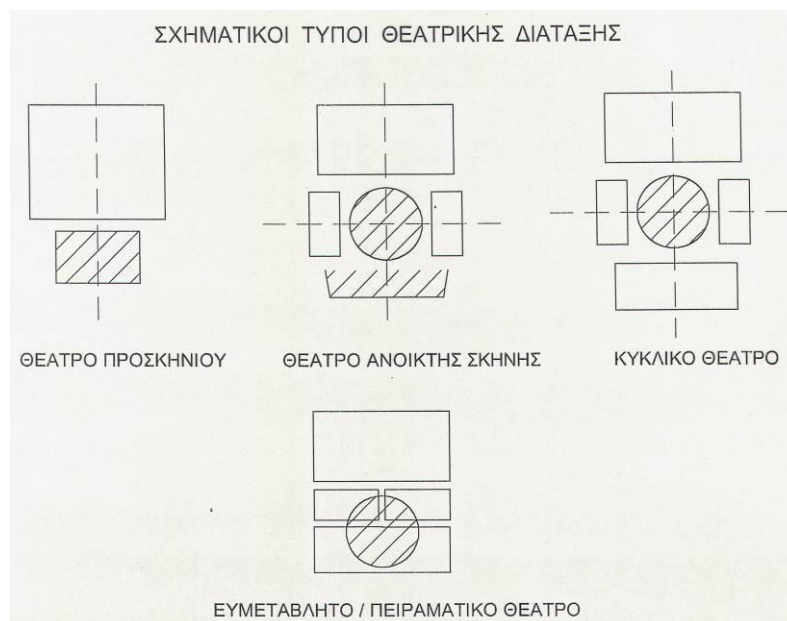 ΣΧΗΜΑΤΙΚΟΙ ΤΥΠΟΙ ΘΕΑΤΡΙΚΗΣ ΔΙΑΤΑΞΗΣ
ΘΕΑΤΡΟ ΠΡΟΣΚΗΝΙΟΥ
ΘΕΑΤΡΟ ΑΝΟΙΚΤΗΣ ΣΚΗΝΗΣ
ΚΥΚΛΙΚΟ ΘΕΑΤΡΟ
ΕΥΜΕΤΑΒΛΗΤΟ / ΠΕΙΡΑΜΑΤΙΚΟ ΘΕΑΤΡΟ